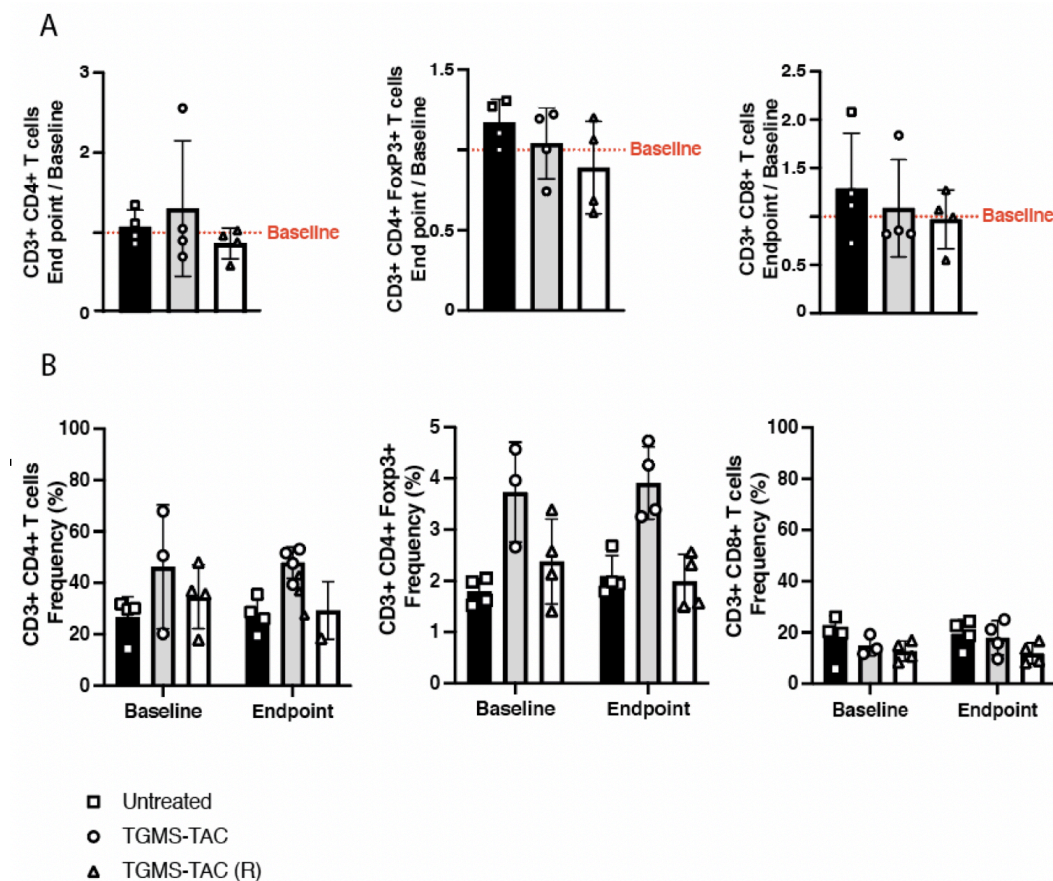 A
3
2
1
0
CD3+ CD4+ T cells
End point / Baseline
Baseline
1.5
0.5
0
CD3+ CD4+ FoxP3+ T cells
End point / Baseline
Baseline
2.5
2.0
1.5
1.0
0.5
0
CD3+ CD8+ T cells
Endpoint / Baseline
Baseline
B
100
80
60
40
20
0
CD3+ CD4+ T cells
Frequency (%)
Baseline
Endpoint
5
4
3
2
1
0
CD3+ CD4+ Foxp3+
Frequency (%)
Baseline
Endpoint
100
80
60
40
20
0
CD3+ CD8+ T cells
Frequency (%)
Baseline
Endpoint
Untreated
TGMS-TAC
TGMS-TAC (R)